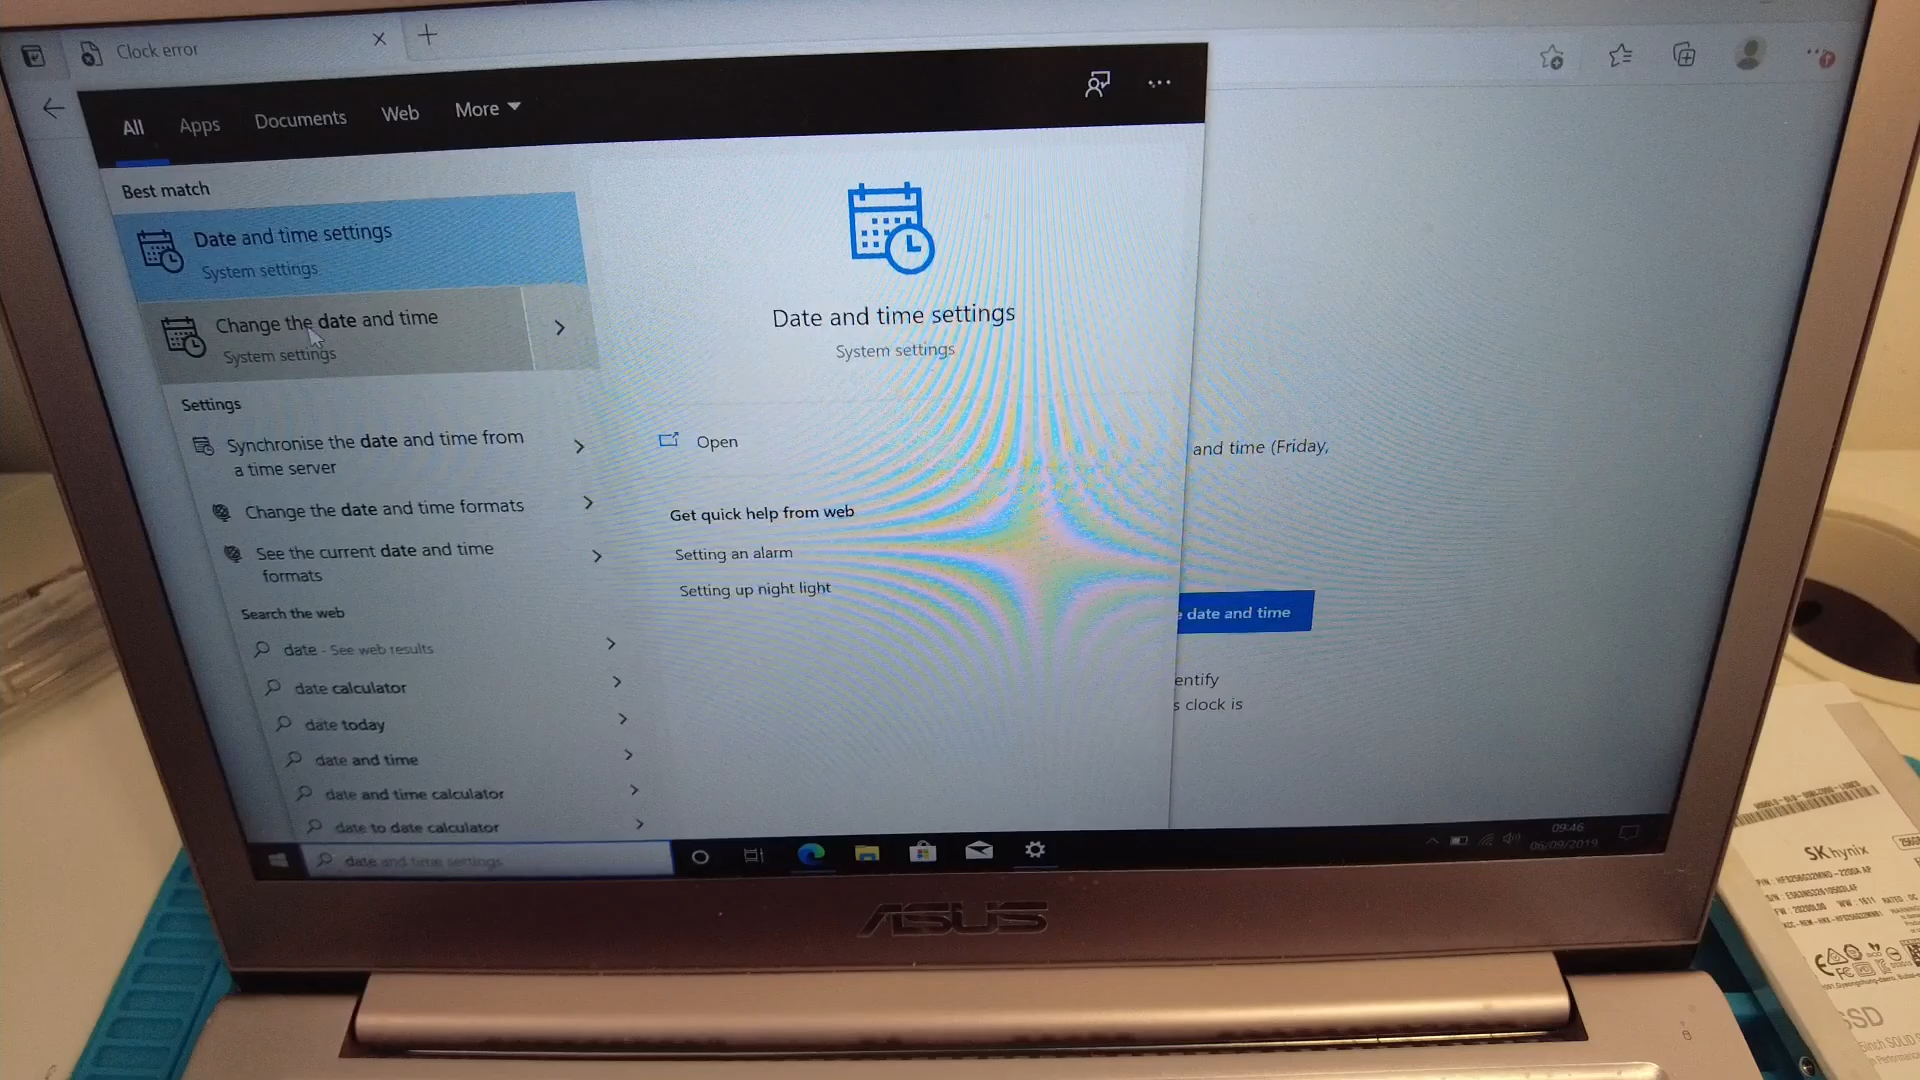 Clock error
All Apps Documents Web More
Best match
Date and time settings
System settings
Change the date and time
System settings
Settings
Synchronise the date and time from
a time server
Change the date and time formats
See the current date and time
formats
Search the web
date - See web results
date calculator
date today
date and time
date and time calculator
date to date calculator
date and time settings
Date and time settings
System settings
Open
Get quick help from web
Setting an alarm
Setting up night light
and time (Friday,
date and time
entify
s clock is
09:46
06/09/2019
ASUS
SK hynix
SSD